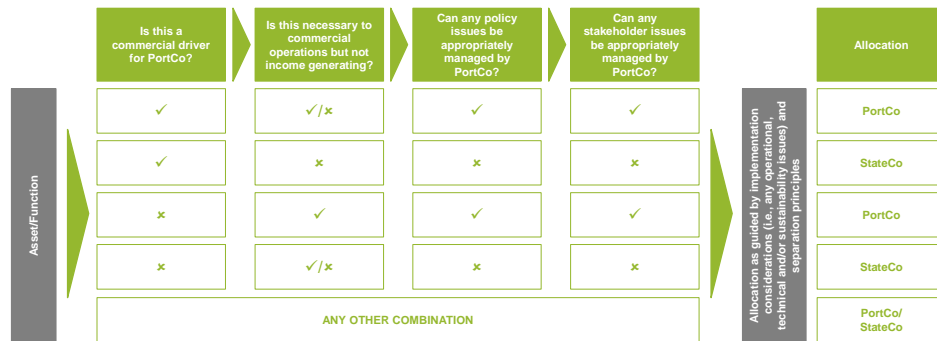 Is this a
commercial driver
for PortCo?
Is this necessary to
commercial
operations but not
income generating?
Can any policy
issues be
appropriately
managed by
PortCo?
Can any
stakeholder issues
be appropriately
managed by
PortCo?
Allocation
Asset/Function
✓
✓/×
✓
✓
PortCo
✓
×
×
×
StateCo
×
✓
✓
✓
PortCo
×
✓/×
×
×
StateCo
ANY OTHER COMBINATION
PortCo/
StateCo
Allocation as guided by implementation
considerations (i.e., any operational,
technical and/or sustainability issues) and
separation principles